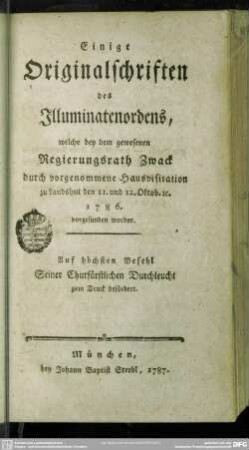 Einige
Originalschriften
des
Illuminatenordens,
welche bey dem gewesenen
Regierungsrath Zwack
durch vorgenommene Hausvisitation
zu Landshut den 11. und 12. Oktob. ic.
1786.
vorgefunden worden.
Auf höchsten Befehl
Seiner Churfürstlichen Durchleucht
zum Druck befördert.
München,
bey Johann Baptist Strobl, 1787.